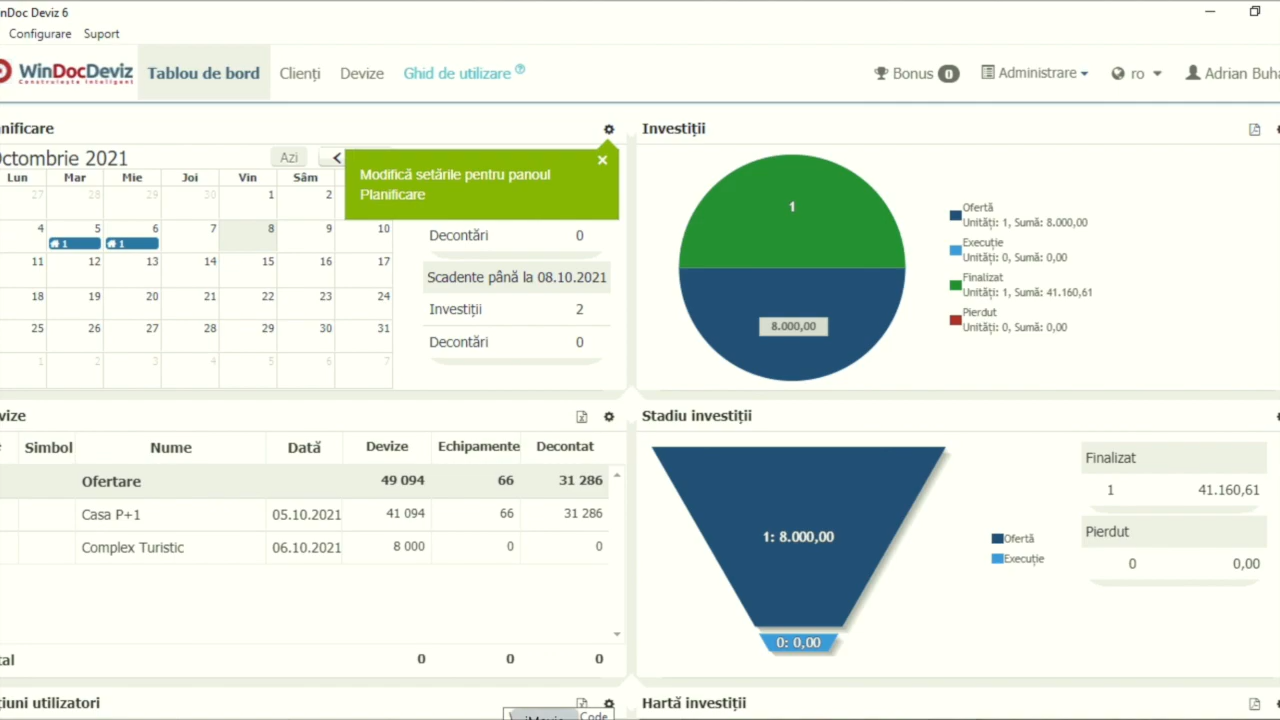 nDoc Deviz 6
Configurare Suport
WinDocDeviz
Construiește Inteligent
Tablou de bord Clienți Devize Ghid de utilizare ?
Bonus 0 Administrare ro Adrian Buha
nificare
ctombrie 2021 Azi
Lun Mar Mie Joi Vin Sâm
27 28 29 30 1 2
4 5 6 7 8 9 10
1 1
11 12 13 14 15 16 17
18 19 20 21 22 23 24
25 26 27 28 29 30 31
1 2 3 4 5 6 7
Modifică setările pentru panoul
Planificare
Decontări 0
Scadente până la 08.10.2021
Investiții 2
Decontări 0
Investiții
1
8.000,00
Ofertă
Unități: 1, Sumă: 8.000,00
Execuție
Unități: 0, Sumă: 0,00
Finalizat
Unități: 1, Sumă: 41.160,61
Pierdut
Unități: 0, Sumă: 0,00
vize
Simbol Nume Dată Devize Echipamente Decontat
Ofertare 49 094 66 31 286
Casa P+1 05.10.2021 41 094 66 31 286
Complex Turistic 06.10.2021 8 000 0 0
tal 0 0 0
Stadiu investiții
1: 8.000,00
0: 0,00
Ofertă
Execuție
Finalizat
1 41.160,61
Pierdut
0 0,00
țiuni utilizatori
Code
Hartă investiții